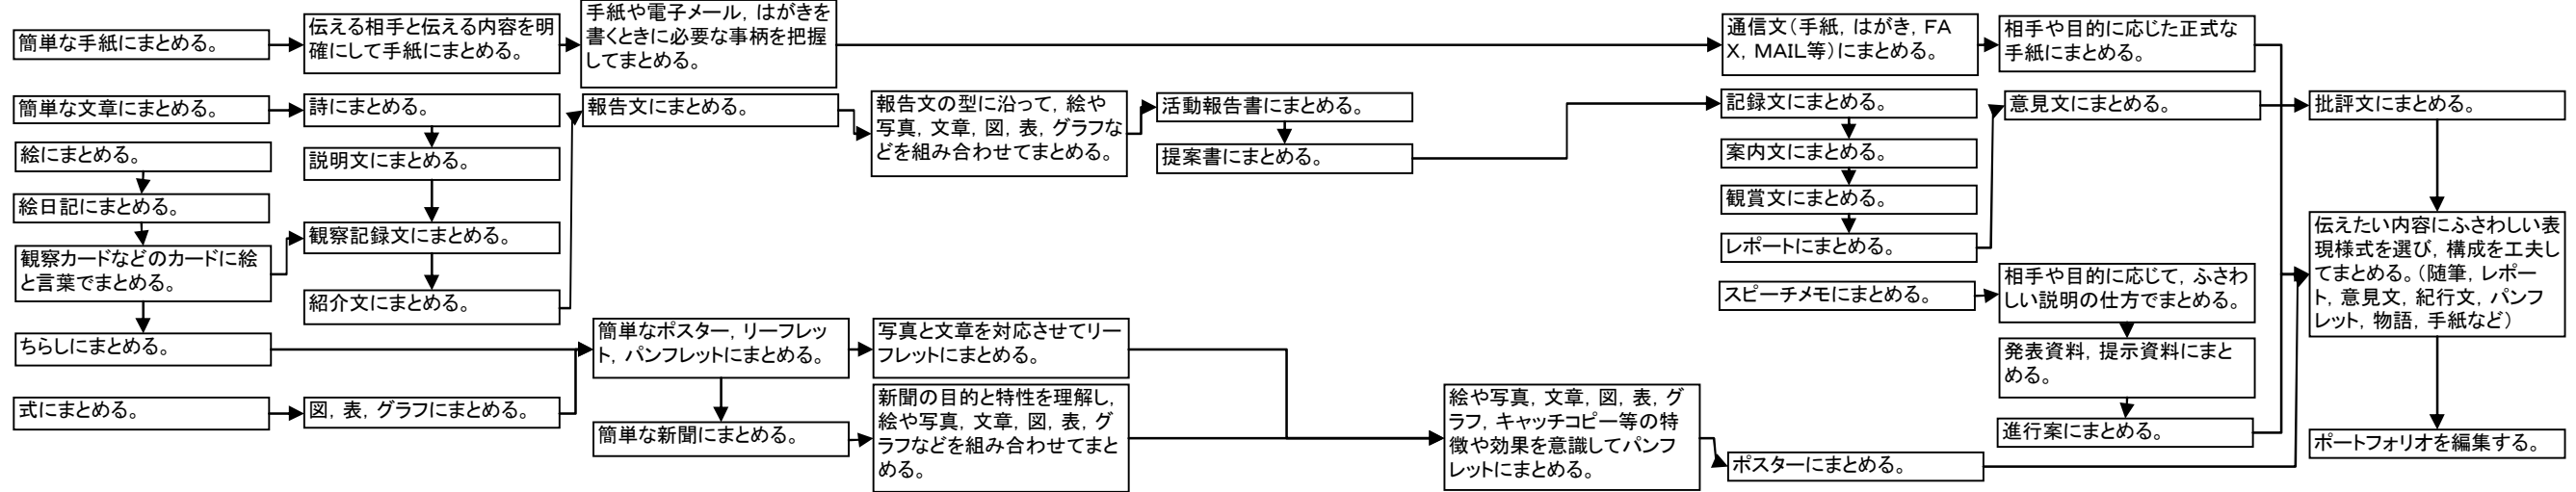 簡単な手紙にまとめる。
伝える相手と伝える内容を明
確にして手紙にまとめる。
手紙や電子メール，はがきを
書くときに必要な事柄を把握
してまとめる。
通信文（手紙，はがき，FA
X，MAIL等）にまとめる。
相手や目的に応じた正式な
手紙にまとめる。
簡単な文章にまとめる。
詩にまとめる。
報告文にまとめる。
報告文の型に沿って，絵や
写真，文章，図，表，グラフな
どを組み合わせてまとめる。
活動報告書にまとめる。
記録文にまとめる。
意見文にまとめる。
批評文にまとめる。
絵にまとめる。
説明文にまとめる。
提案書にまとめる。
案内文にまとめる。
絵日記にまとめる。
観賞文にまとめる。
観察記録文にまとめる。
レポートにまとめる。
観察カードなどのカードに絵
と言葉でまとめる。
紹介文にまとめる。
スピーチメモにまとめる。
相手や目的に応じて，ふさわ
しい説明の仕方でまとめる。
伝えたい内容にふさわしい表
現様式を選び，構成を工夫し
てまとめる。（随筆，レポー
ト，意見文，紀行文，パンフ
レット，物語，手紙など）
ちらしにまとめる。
簡単なポスター，リーフレッ
ト，パンフレットにまとめる。
写真と文章を対応させてリー
フレットにまとめる。
発表資料，提示資料にまと
める。
式にまとめる。
図，表，グラフにまとめる。
簡単な新聞にまとめる。
新聞の目的と特性を理解し，
絵や写真，文章，図，表，グ
ラフなどを組み合わせてまと
める。
絵や写真，文章，図，表，グ
ラフ，キャッチコピー等の特
徴や効果を意識してパンフ
レットにまとめる。
進行案にまとめる。
ポートフォリオを編集する。
ポスターにまとめる。